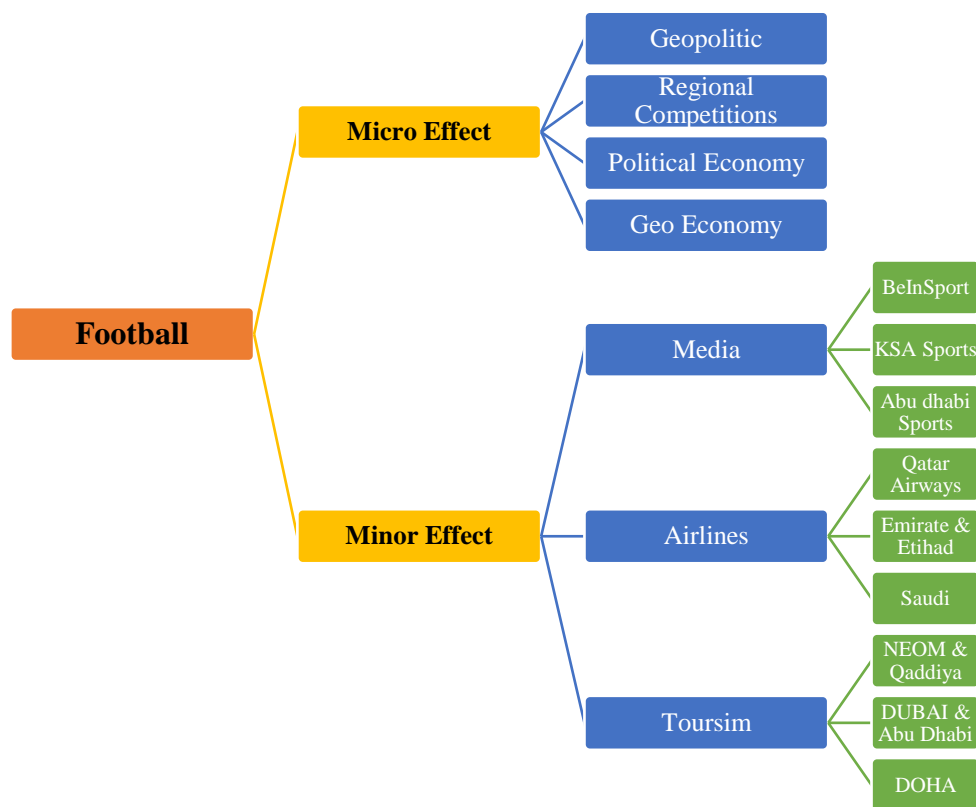 Football
Micro Effect
Geopolitic
Regional
Competitions
Political Economy
Geo Economy
Minor Effect
Media
BeInSport
KSA Sports
Abu dhabi
Sports
Airlines
Qatar
Airways
Emirate &
Etihad
Saudi
Toursim
NEOM &
Qaddiya
DUBAI &
Abu Dhabi
DOHA